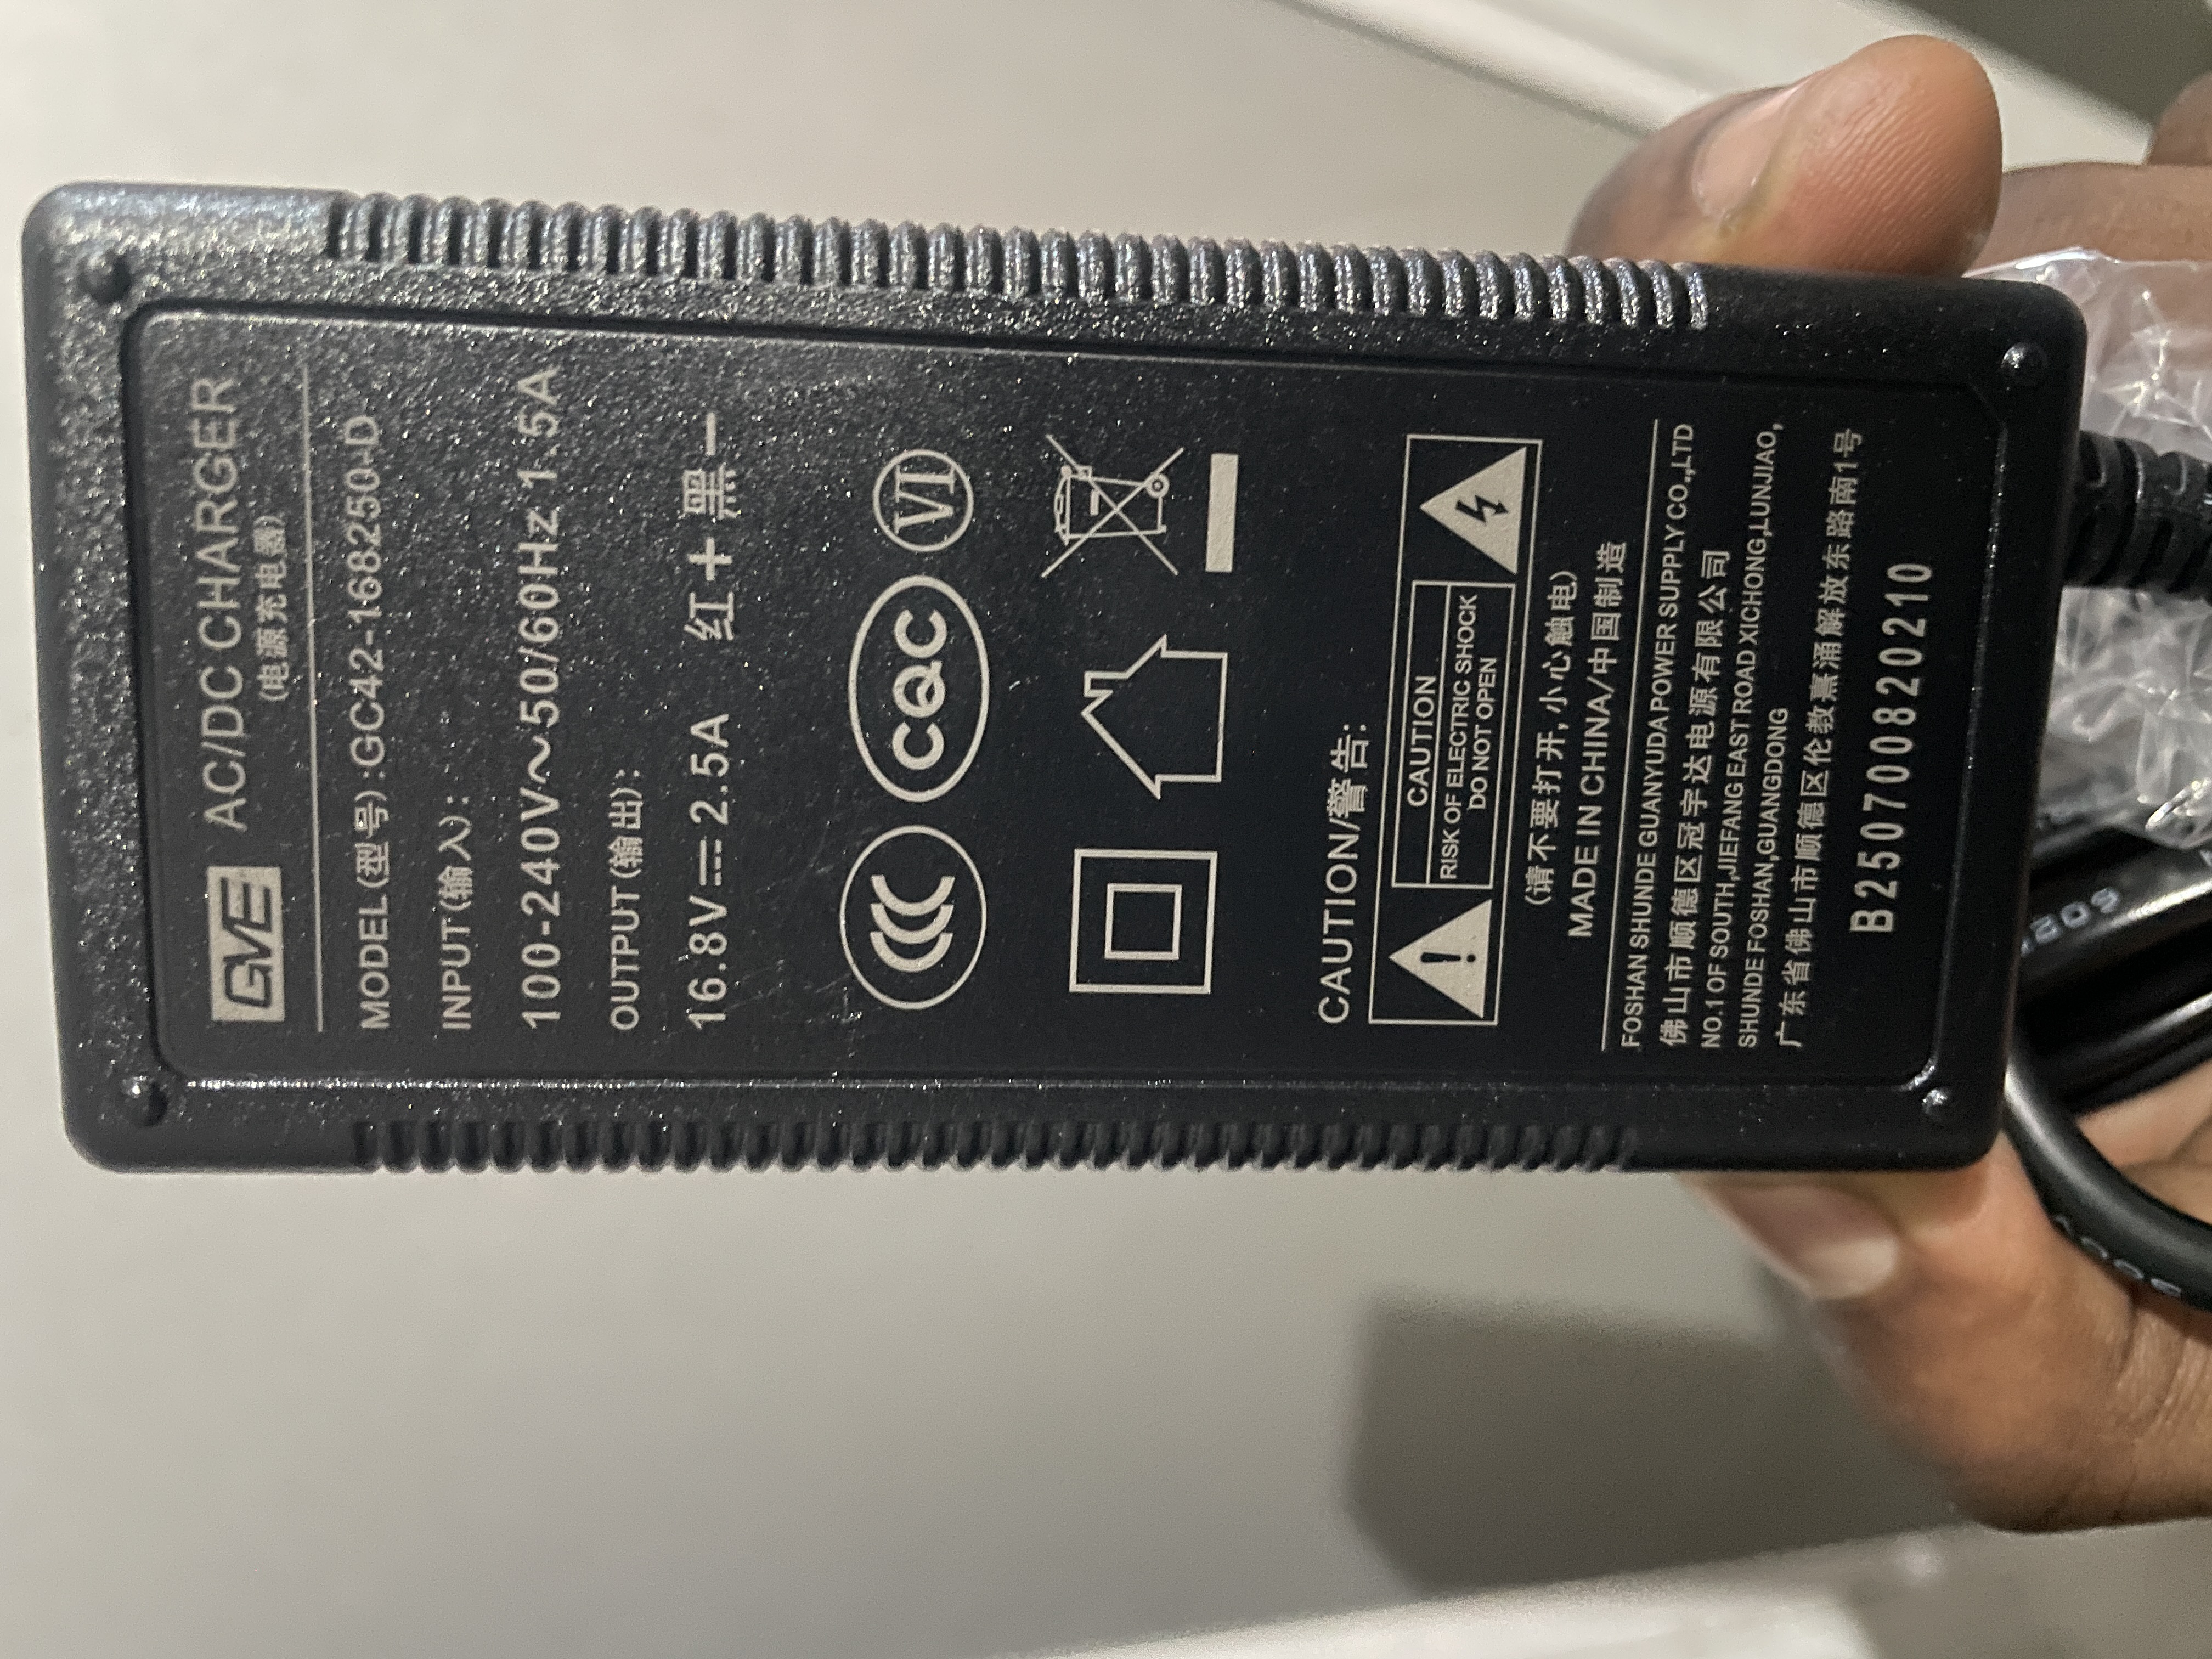 GVE AC/DC CHARGER
(电源充电器)
MODEL(型号):GC42-168250-D
INPUT(输入):
100-240V~50/60Hz 1.5A
OUTPUT(输出):
16.8V⎓2.5A 红+黑−
CCC CQC VI
CAUTION/警告:
CAUTION
RISK OF ELECTRIC SHOCK
DO NOT OPEN
(请不要打开,小心触电)
MADE IN CHINA/中国制造
FOSHAN SHUNDE GUANYUDA POWER SUPPLY CO.,LTD
佛山市顺德区冠宇达电源有限公司
NO.1 OF SOUTH,JIEFANG EAST ROAD XICHONG,LUNJIAO,
SHUNDE FOSHAN,GUANGDONG
广东省佛山市顺德区伦教熹涌解放东路南1号
B25070082０210